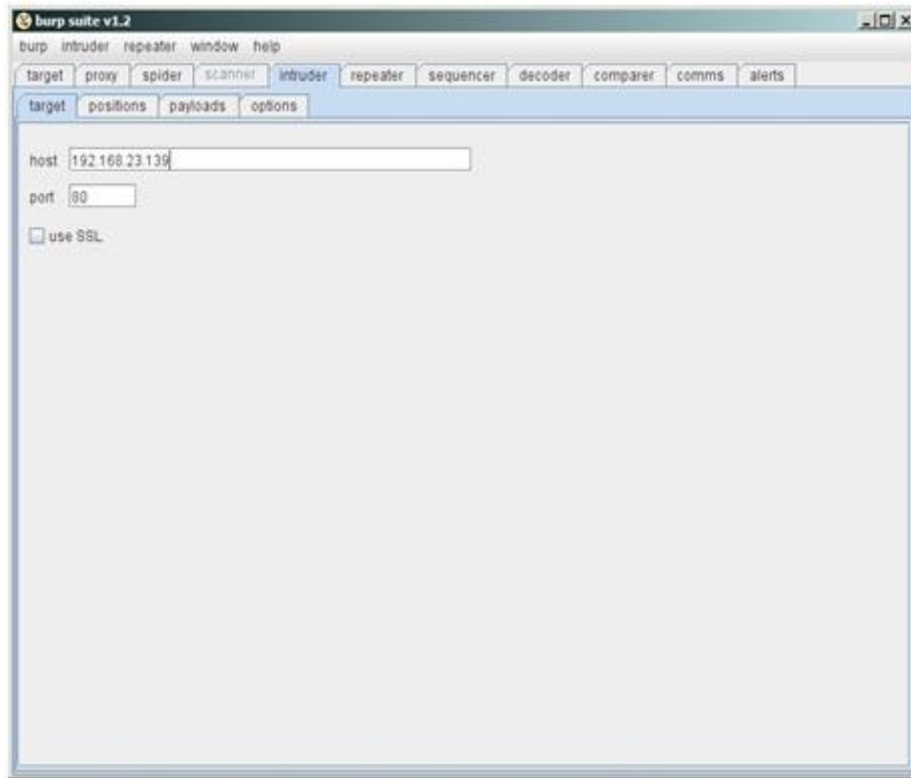 burp suite v1.2
burp intruder repeater window help
target proxy spider scanner intruder repeater sequencer decoder comparer comms alerts
target positions payloads options
host 192.168.23.139
port 80
use SSL